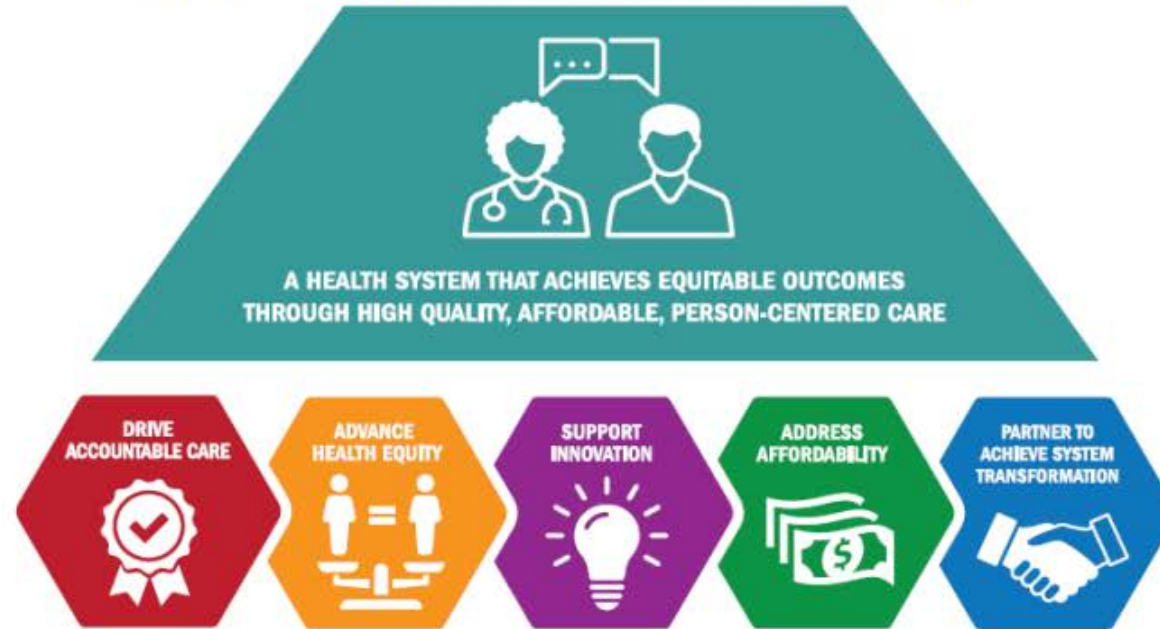 A HEALTH SYSTEM THAT ACHIEVES EQUITABLE OUTCOMES
THROUGH HIGH QUALITY, AFFORDABLE, PERSON-CENTERED CARE
DRIVE
ACCOUNTABLE CARE
ADVANCE
HEALTH EQUITY
SUPPORT
INNOVATION
ADDRESS
AFFORDABILITY
PARTNER TO
ACHIEVE SYSTEM
TRANSFORMATION